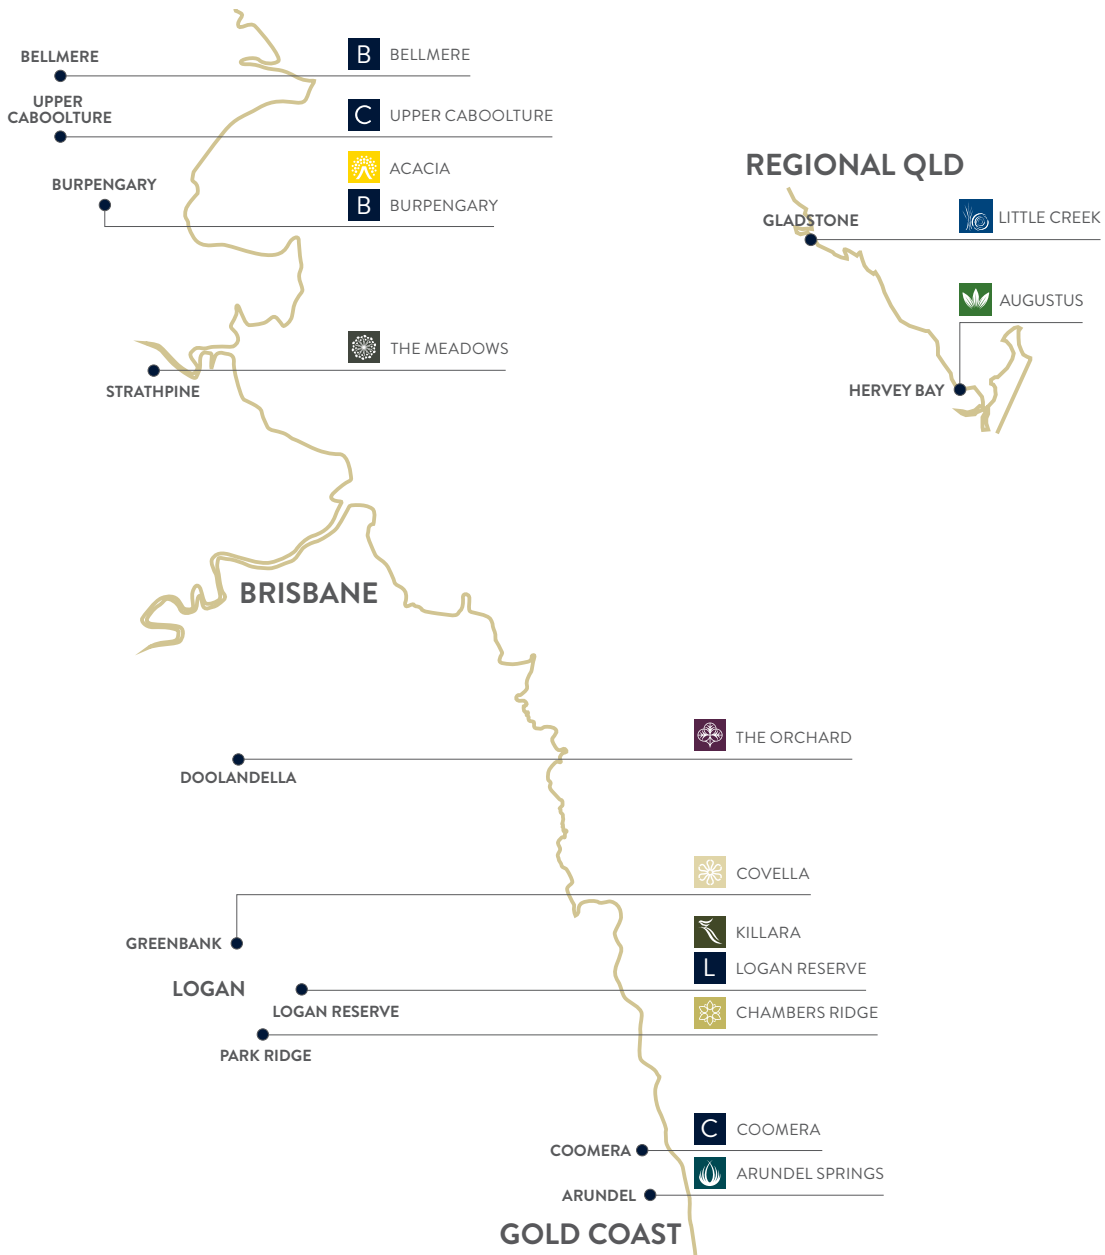 BELLMERE
B BELLMERE
UPPER
CABOOLTURE
C UPPER CABOOLTURE
ACACIA
BURPENGARY
B BURPENGARY
THE MEADOWS
STRATHPINE
REGIONAL QLD
GLADSTONE
LITTLE CREEK
AUGUSTUS
HERVEY BAY
BRISBANE
THE ORCHARD
DOOLANDELLA
COVELLA
GREENBANK
KILLARA
LOGAN
L LOGAN RESERVE
LOGAN RESERVE
CHAMBERS RIDGE
PARK RIDGE
C COOMERA
COOMERA
ARUNDEL SPRINGS
ARUNDEL
GOLD COAST